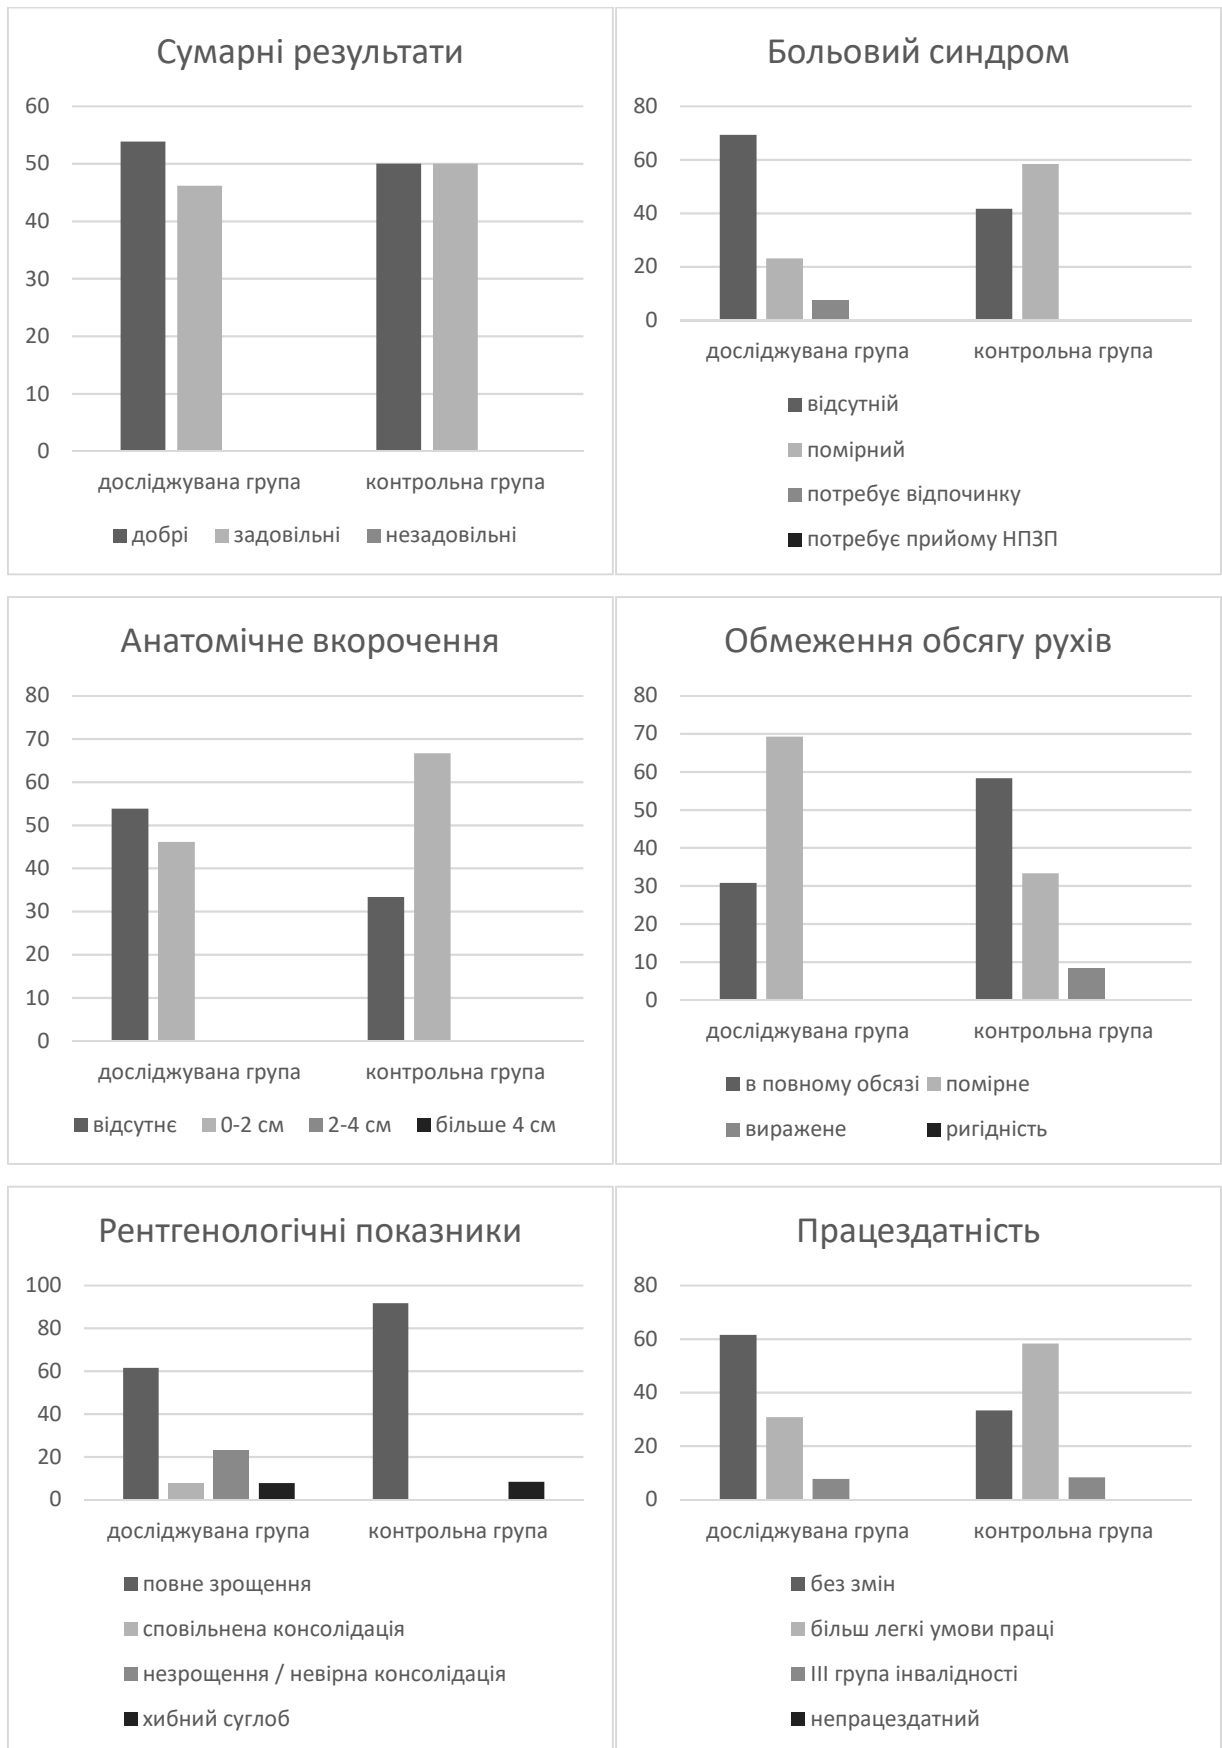 Сумарні результати
60
50
40
30
20
10
0
досліджувана група контрольна група
добрі задовільні незадовільні
Больовий синдром
80
60
40
20
0
досліджувана група контрольна група
відсутній
помірний
потребує відпочинку
потребує прийому НПЗП
Анатомічне вкорочення
80
70
60
50
40
30
20
10
0
досліджувана група контрольна група
відсутнє 0-2 см 2-4 см більше 4 см
Обмеження обсягу рухів
80
70
60
50
40
30
20
10
0
досліджувана група контрольна група
в повному обсязі помірне
виражене ригідність
Рентгенологічні показники
100
80
60
40
20
0
досліджувана група контрольна група
повне зрощення
сповільнена консолідація
незрощення / невірна консолідація
хибний суглоб
Працездатність
80
60
40
20
0
досліджувана група контрольна група
без змін
більш легкі умови праці
ІІІ група інвалідності
непрацездатний